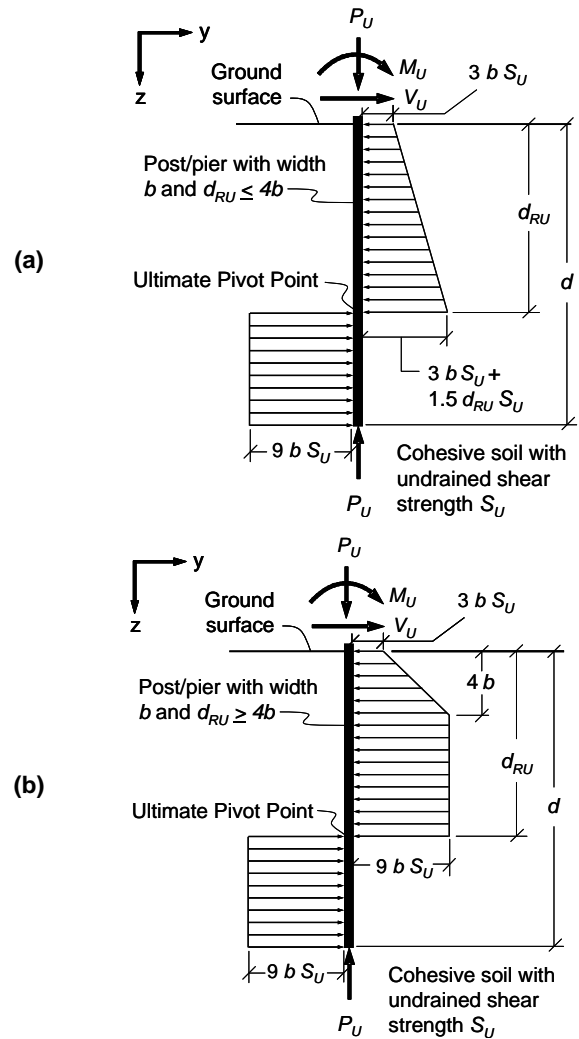 P_U
y
M_U
3 b S_U
z
Ground
surface
V_U
Post/pier with width
b and d_RU ≤ 4b
d_RU
(a)
Ultimate Pivot Point
d
3 b S_U +
1.5 d_RU S_U
9 b S_U
Cohesive soil with
undrained shear
strength S_U
P_U
P_U
y
M_U
3 b S_U
z
Ground
surface
V_U
4 b
Post/pier with width
b and d_RU ≥ 4b
d_RU
(b)
d
Ultimate Pivot Point
9 b S_U
9 b S_U
Cohesive soil with
undrained shear
strength S_U
P_U